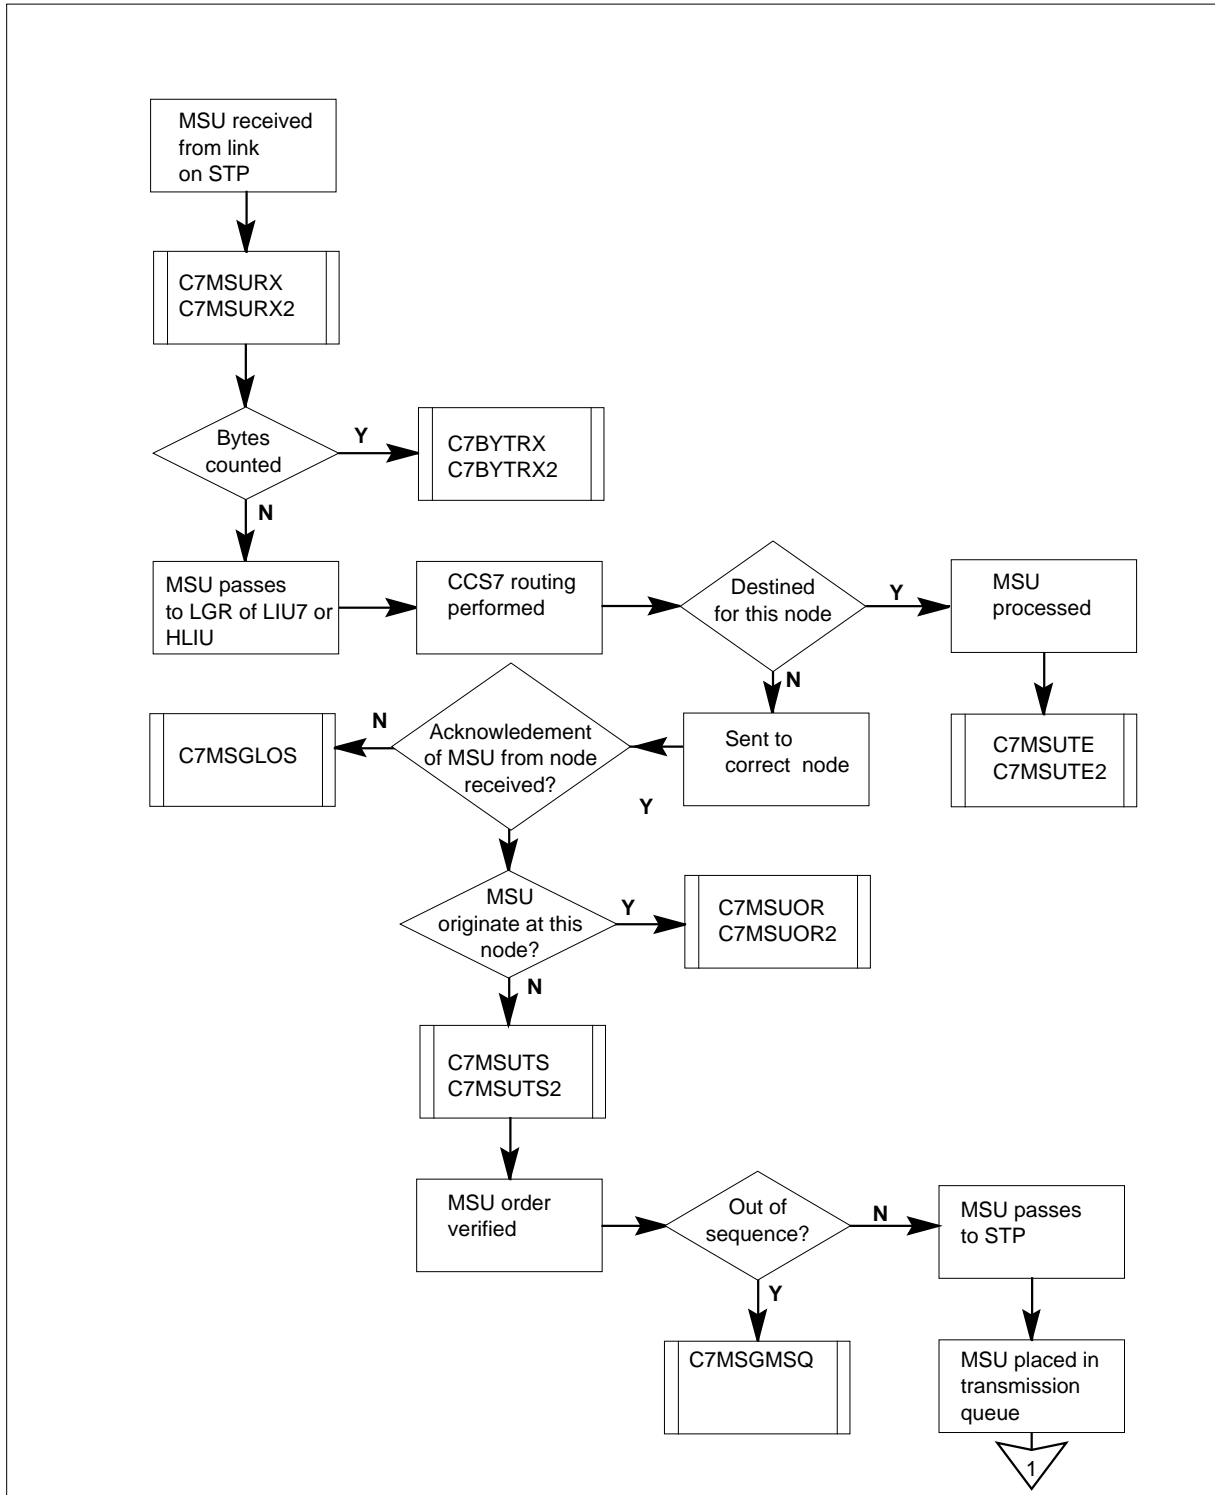 MSU received
from link
on STP
C7MSURX
C7MSURX2
Bytes
counted
Y
C7BYTRX
C7BYTRX2
N
MSU passes
to LGR of LIU7 or
HLIU
CCS7 routing
performed
Destined
for this node
Y
MSU
processed
N
C7MSUTE
C7MSUTE2
Sent to
correct node
Acknowledement
of MSU from node
received?
N
C7MSGLOS
Y
MSU
originate at this
node?
Y
C7MSUOR
C7MSUOR2
N
C7MSUTS
C7MSUTS2
MSU order
verified
Out of
sequence?
N
MSU passes
to STP
Y
C7MSGMSQ
MSU placed in
transmission
queue
1